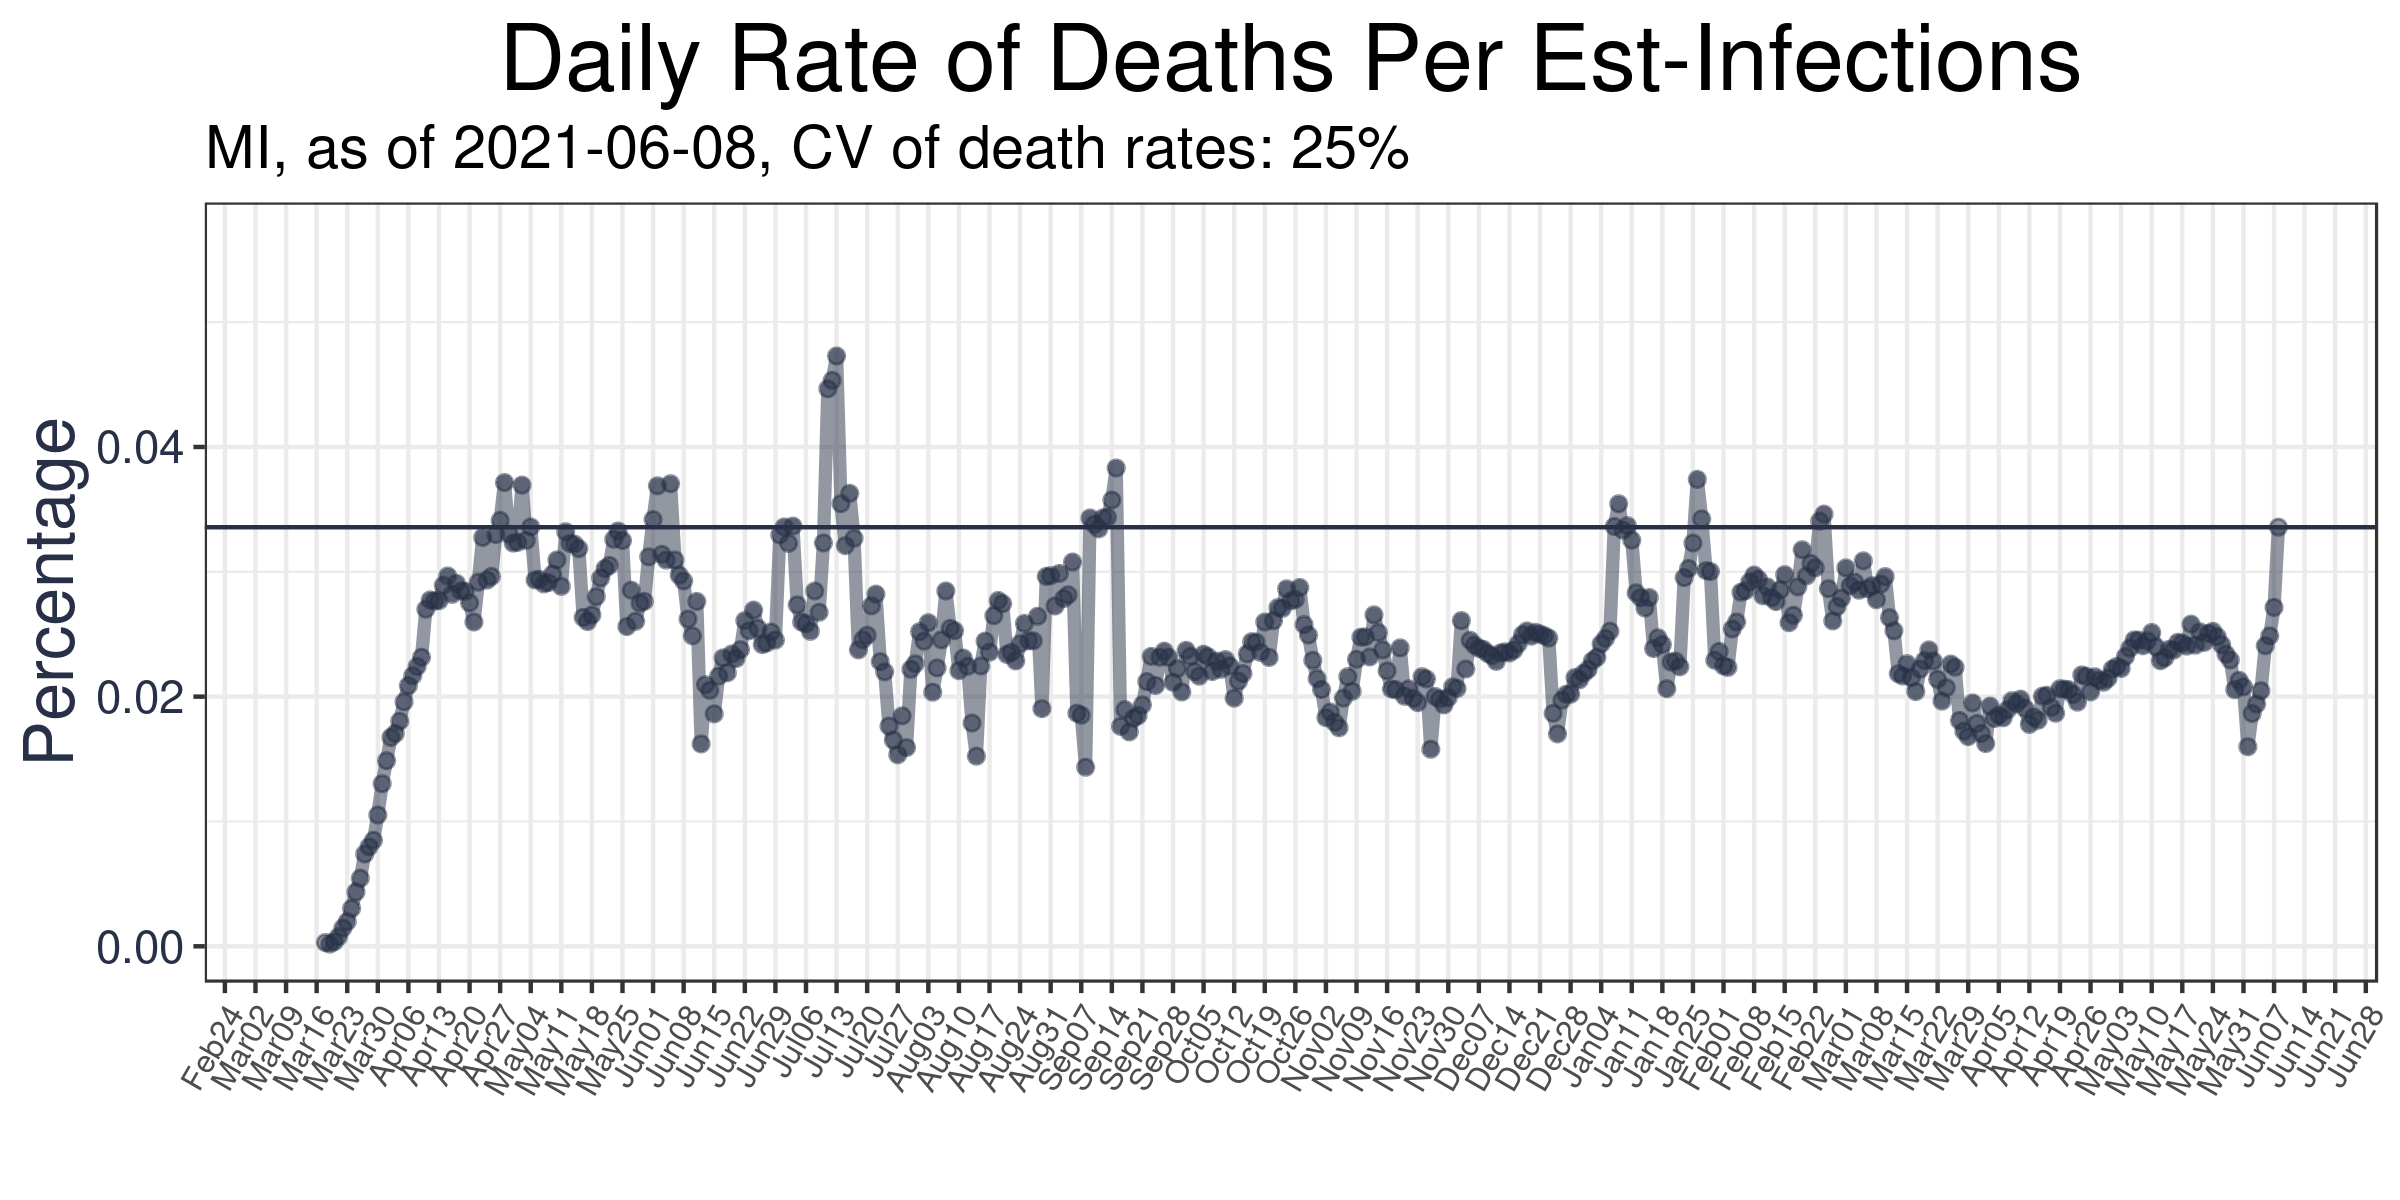 Daily Rate of Deaths Per Est-Infections
MI, as of 2021-06-08, CV of death rates: 25%
Percentage
0.04
0.02
0.00
Feb24
Mar02
Mar09
Mar16
Mar23
Mar30
Apr06
Apr13
Apr20
Apr27
May04
May11
May18
May25
Jun01
Jun08
Jun15
Jun22
Jun29
Jul06
Jul13
Jul20
Jul27
Aug03
Aug10
Aug17
Aug24
Aug31
Sep07
Sep14
Sep21
Sep28
Oct05
Oct12
Oct19
Oct26
Nov02
Nov09
Nov16
Nov23
Nov30
Dec07
Dec14
Dec21
Dec28
Jan04
Jan11
Jan18
Jan25
Feb01
Feb08
Feb15
Feb22
Mar01
Mar08
Mar15
Mar22
Mar29
Apr05
Apr12
Apr19
Apr26
May03
May10
May17
May24
May31
Jun07
Jun14
Jun21
Jun28